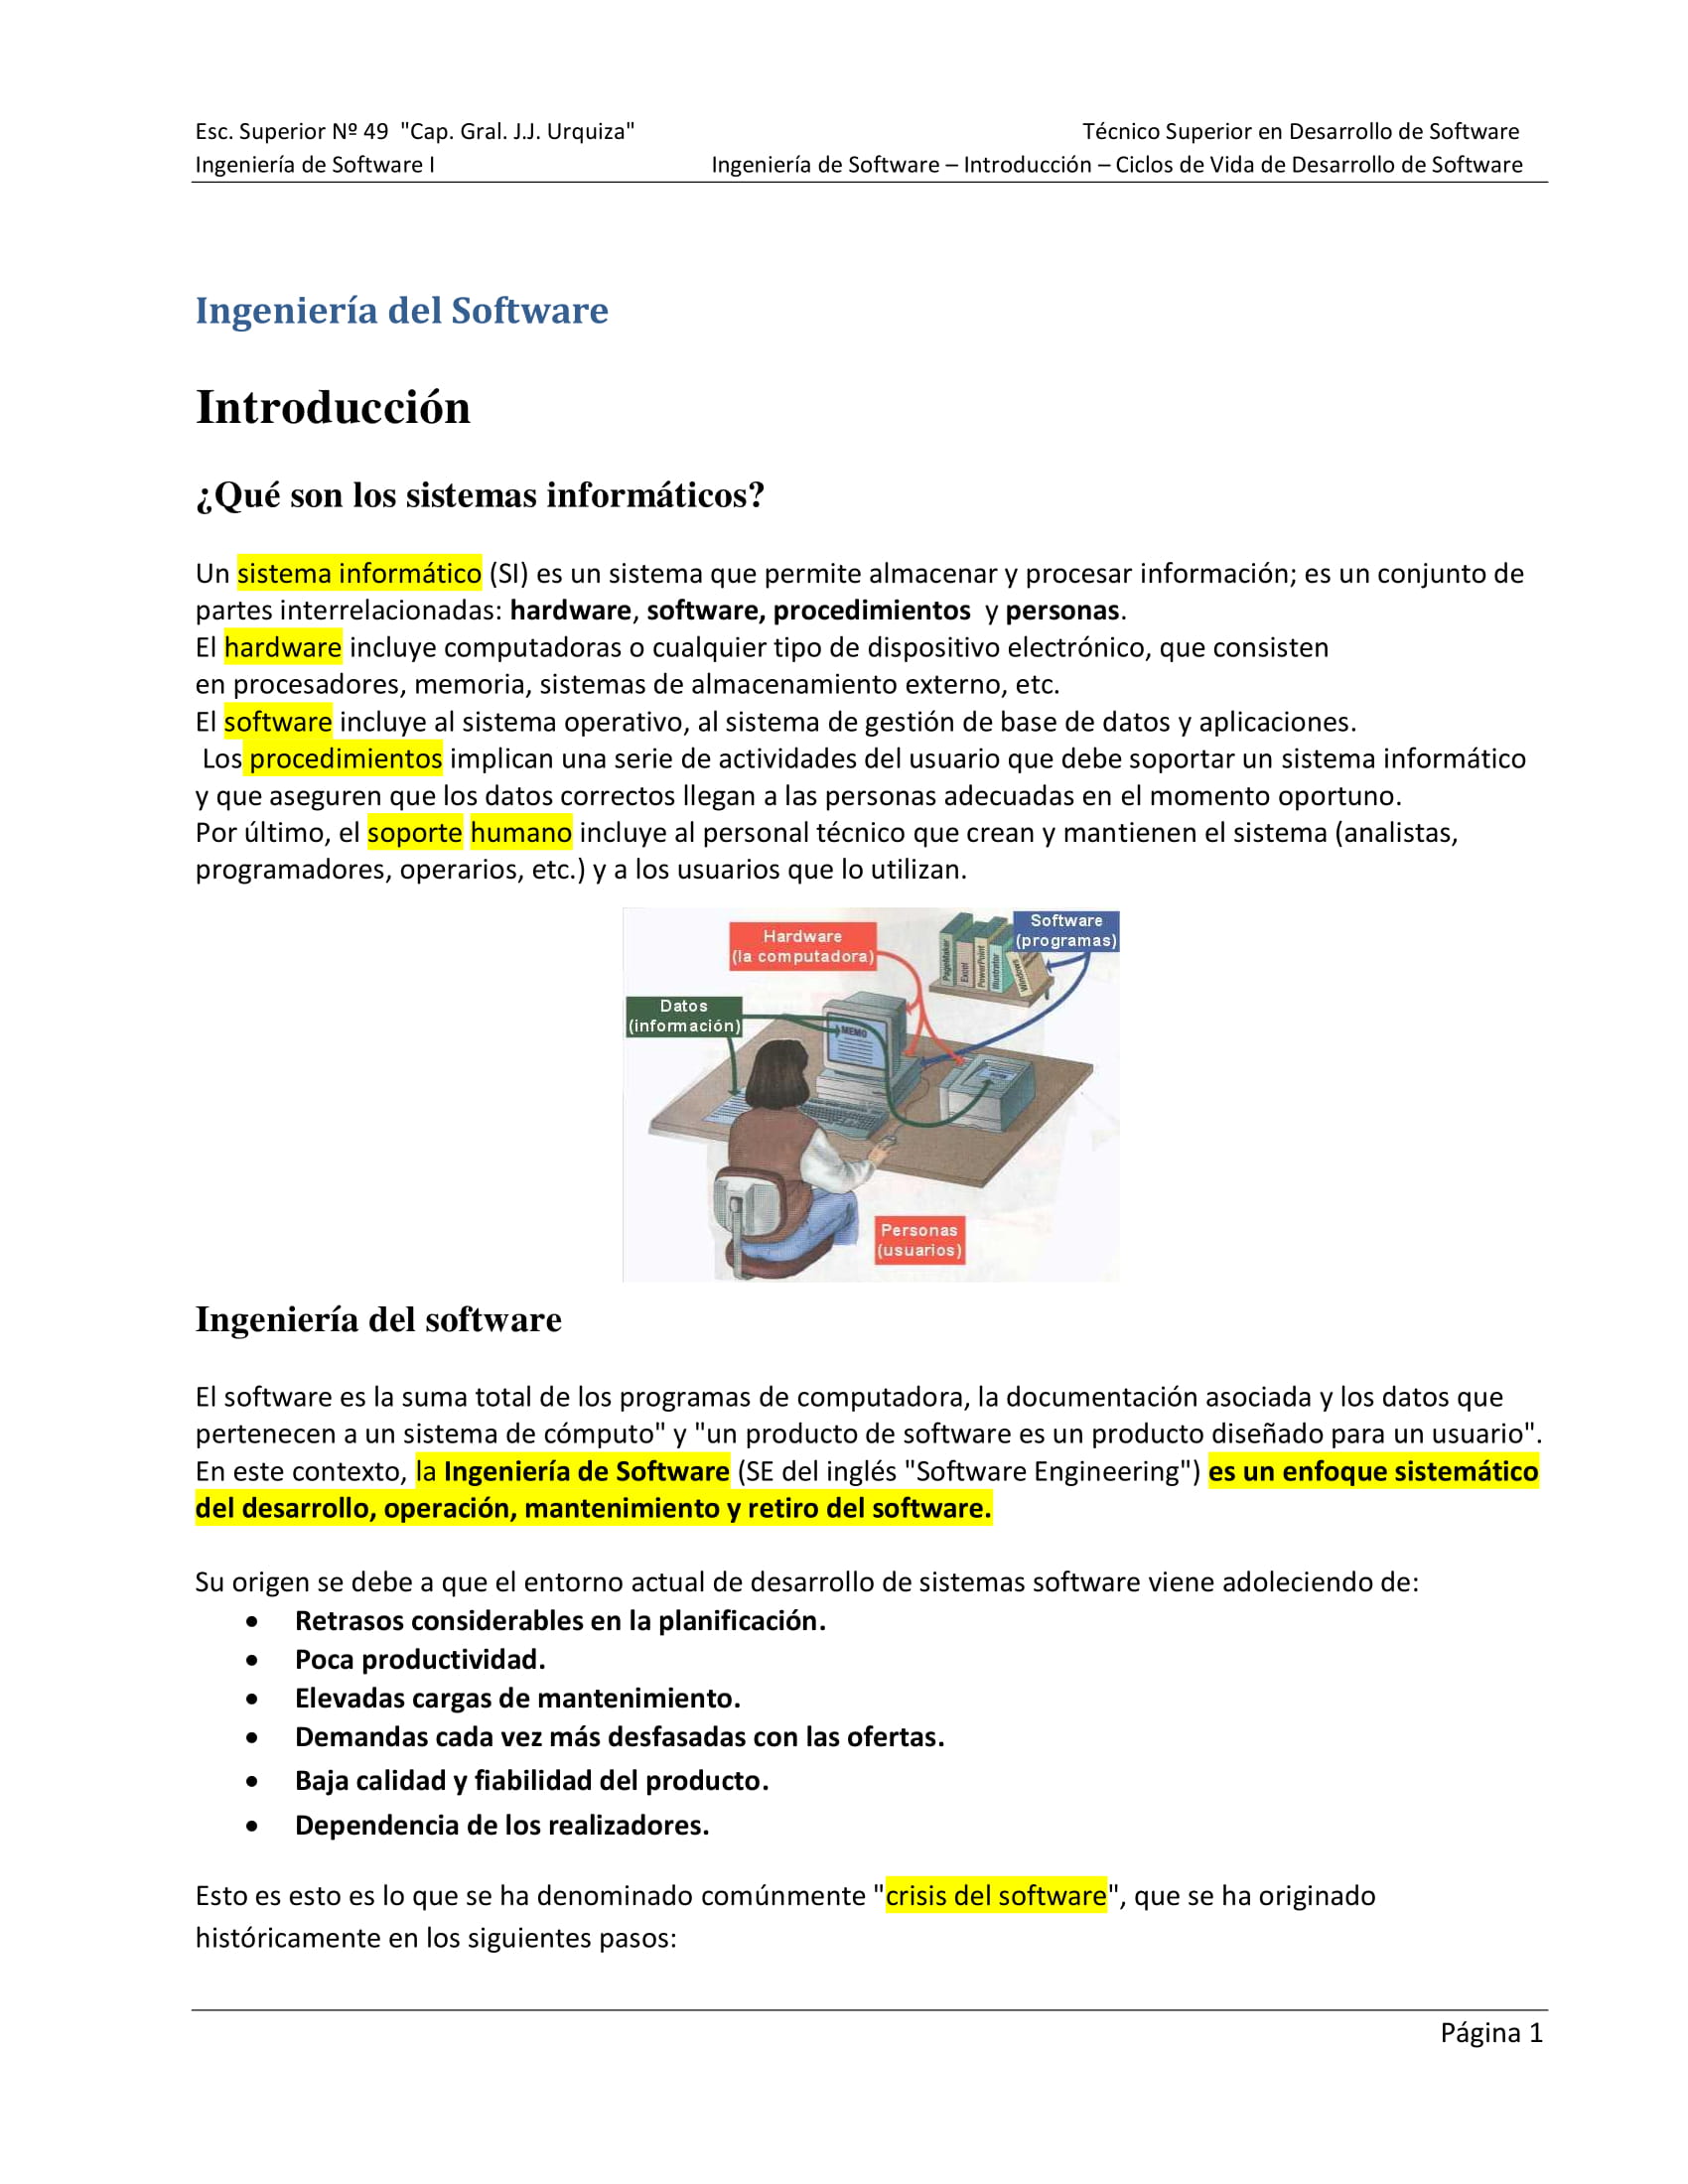 Esc. Superior Nº 49  "Cap. Gral. J.J. Urquiza" Técnico Superior en Desarrollo de Software
Ingeniería de Software I Ingeniería de Software – Introducción – Ciclos de Vida de Desarrollo de Software
Ingeniería del Software
Introducción
¿Qué son los sistemas informáticos?
Un sistema informático (SI) es un sistema que permite almacenar y procesar información; es un conjunto de
partes interrelacionadas: hardware, software, procedimientos  y personas.
El hardware incluye computadoras o cualquier tipo de dispositivo electrónico, que consisten
en procesadores, memoria, sistemas de almacenamiento externo, etc.
El software incluye al sistema operativo, al sistema de gestión de base de datos y aplicaciones.
Los procedimientos implican una serie de actividades del usuario que debe soportar un sistema informático
y que aseguren que los datos correctos llegan a las personas adecuadas en el momento oportuno.
Por último, el soporte humano incluye al personal técnico que crean y mantienen el sistema (analistas,
programadores, operarios, etc.) y a los usuarios que lo utilizan.
Software
(programas)
Hardware
(la computadora)
PageMaker
Excel
PowerPoint
Illustrator
Windows
Datos
(información)
MEMO
Personas
(usuarios)
Ingeniería del software
El software es la suma total de los programas de computadora, la documentación asociada y los datos que
pertenecen a un sistema de cómputo" y "un producto de software es un producto diseñado para un usuario".
En este contexto, la Ingeniería de Software (SE del inglés "Software Engineering") es un enfoque sistemático
del desarrollo, operación, mantenimiento y retiro del software.
Su origen se debe a que el entorno actual de desarrollo de sistemas software viene adoleciendo de:
• Retrasos considerables en la planificación.
• Poca productividad.
• Elevadas cargas de mantenimiento.
• Demandas cada vez más desfasadas con las ofertas.
• Baja calidad y fiabilidad del producto.
• Dependencia de los realizadores.
Esto es esto es lo que se ha denominado comúnmente "crisis del software", que se ha originado
históricamente en los siguientes pasos:
Página 1